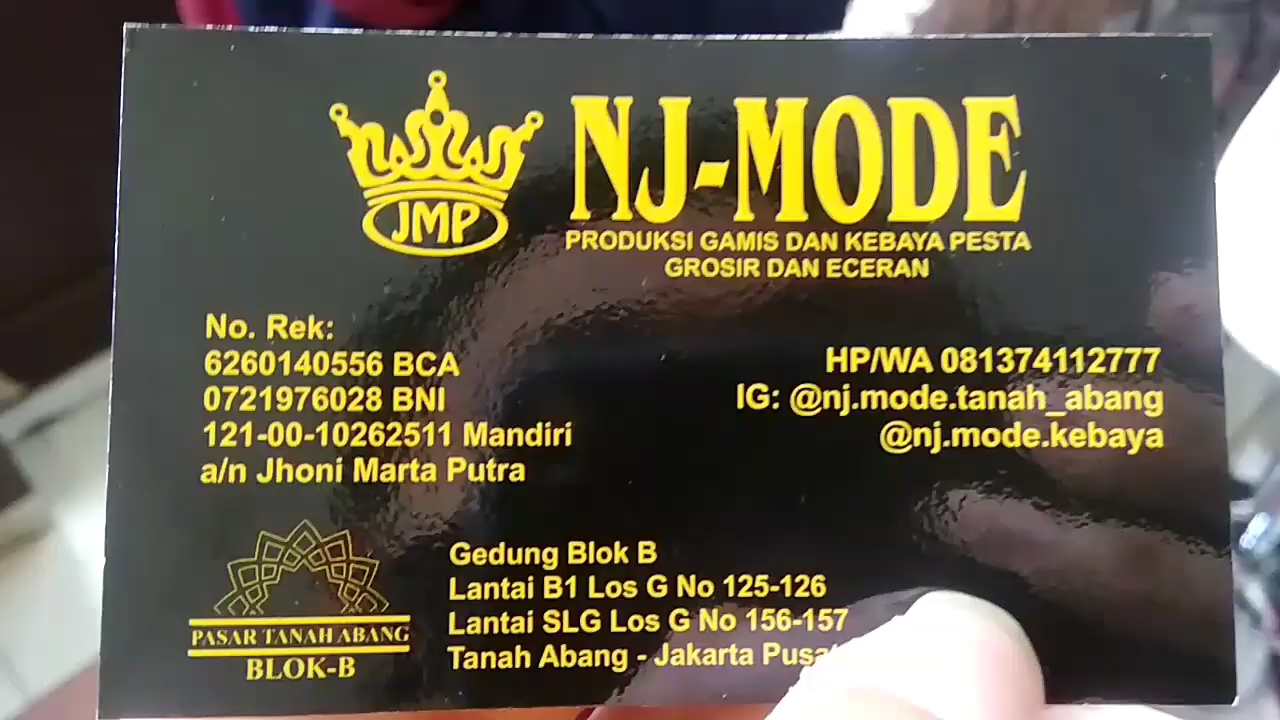 JMP
NJ-MODE
PRODUKSI GAMIS DAN KEBAYA PESTA
GROSIR DAN ECERAN
No. Rek:
6260140556 BCA
0721976028 BNI
121-00-10262511 Mandiri
a/n Jhoni Marta Putra
HP/WA 081374112777
IG: @nj.mode.tanah_abang
@nj.mode.kebaya
PASAR TANAH ABANG
BLOK-B
Gedung Blok B
Lantai B1 Los G No 125-126
Lantai SLG Los G No 156-157
Tanah Abang - Jakarta Pusat